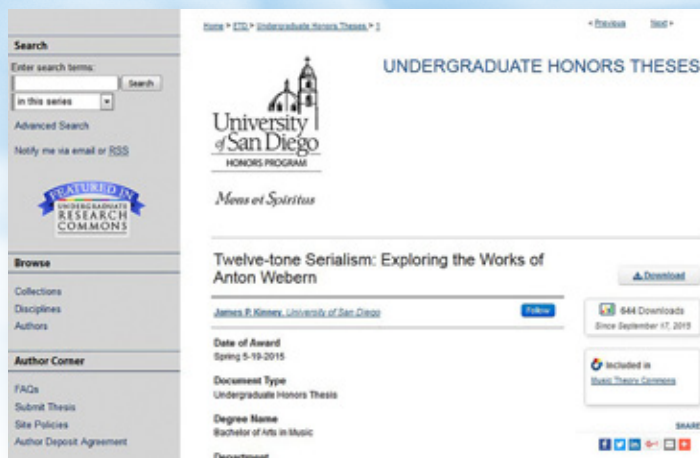 Home > ETD > Undergraduate Honors Theses > 1
< Previous Next >
Search
Enter search terms:
Search
in this series
Advanced Search
Notify me via email or RSS
FEATURED IN
UNDERGRADUATE
RESEARCH
COMMONS
Browse
Collections
Disciplines
Authors
Author Corner
FAQs
Submit Thesis
Site Policies
Author Deposit Agreement
UNDERGRADUATE HONORS THESES
University
of San Diego
HONORS PROGRAM
Mens et Spiritus
Twelve-tone Serialism: Exploring the Works of
Anton Webern
James P. Kinney, University of San Diego
Follow
Date of Award
Spring 5-19-2015
Document Type
Undergraduate Honors Thesis
Degree Name
Bachelor of Arts in Music
Department
Download
644 Downloads
Since September 17, 2015
Included in
Music Theory Commons
SHARE